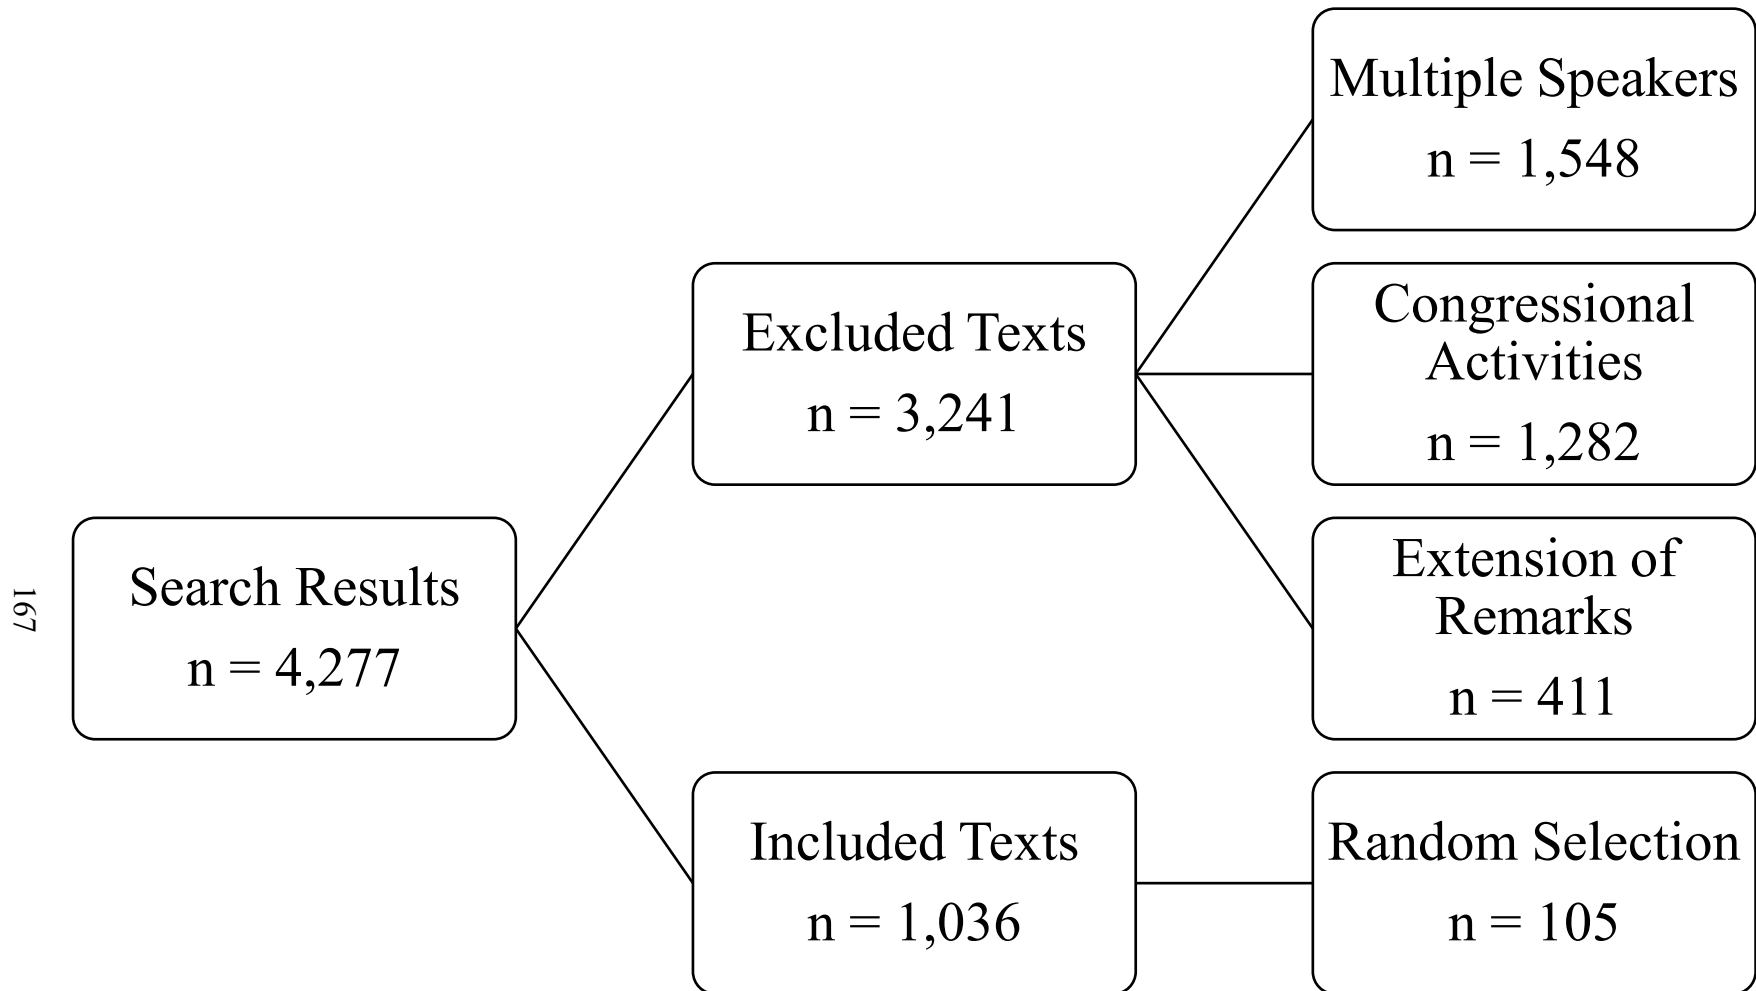 Multiple Speakers
n = 1,548
Excluded Texts
n = 3,241
Congressional
Activities
n = 1,282
Search Results
n = 4,277
Extension of
Remarks
n = 411
Included Texts
n = 1,036
Random Selection
n = 105
167